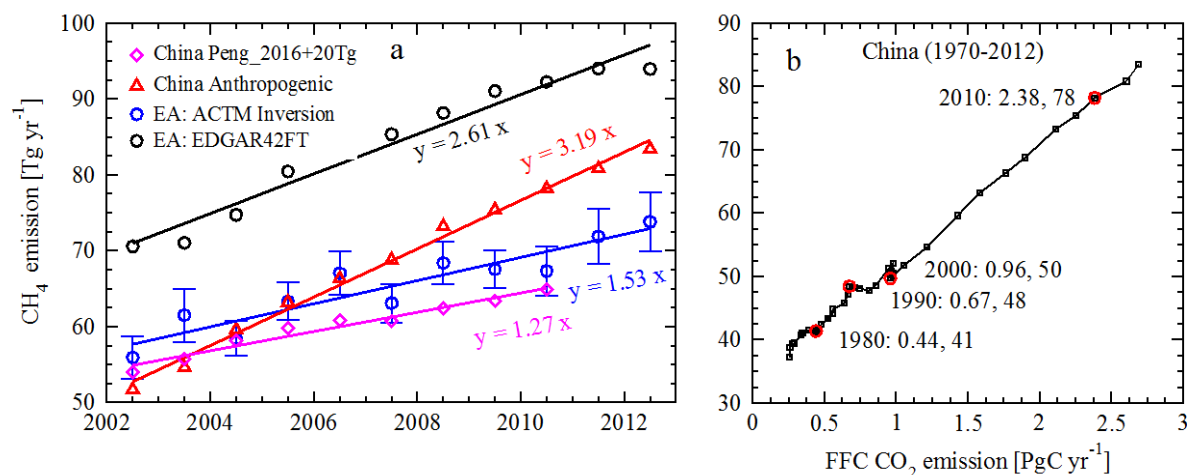 a
China Peng_2016+20Tg
China Anthropogenic
EA: ACTM Inversion
EA: EDGAR42FT
y = 2.61 x
y = 3.19 x
y = 1.53 x
y = 1.27 x
CH4 emission [Tg yr-1]
100
90
80
70
60
50
2002
2004
2006
2008
2010
2012
b
China (1970-2012)
2010: 2.38, 78
2000: 0.96, 50
1990: 0.67, 48
1980: 0.44, 41
90
80
70
60
50
40
30
0
0.5
1
1.5
2
2.5
3
FFC CO2 emission [PgC yr-1]